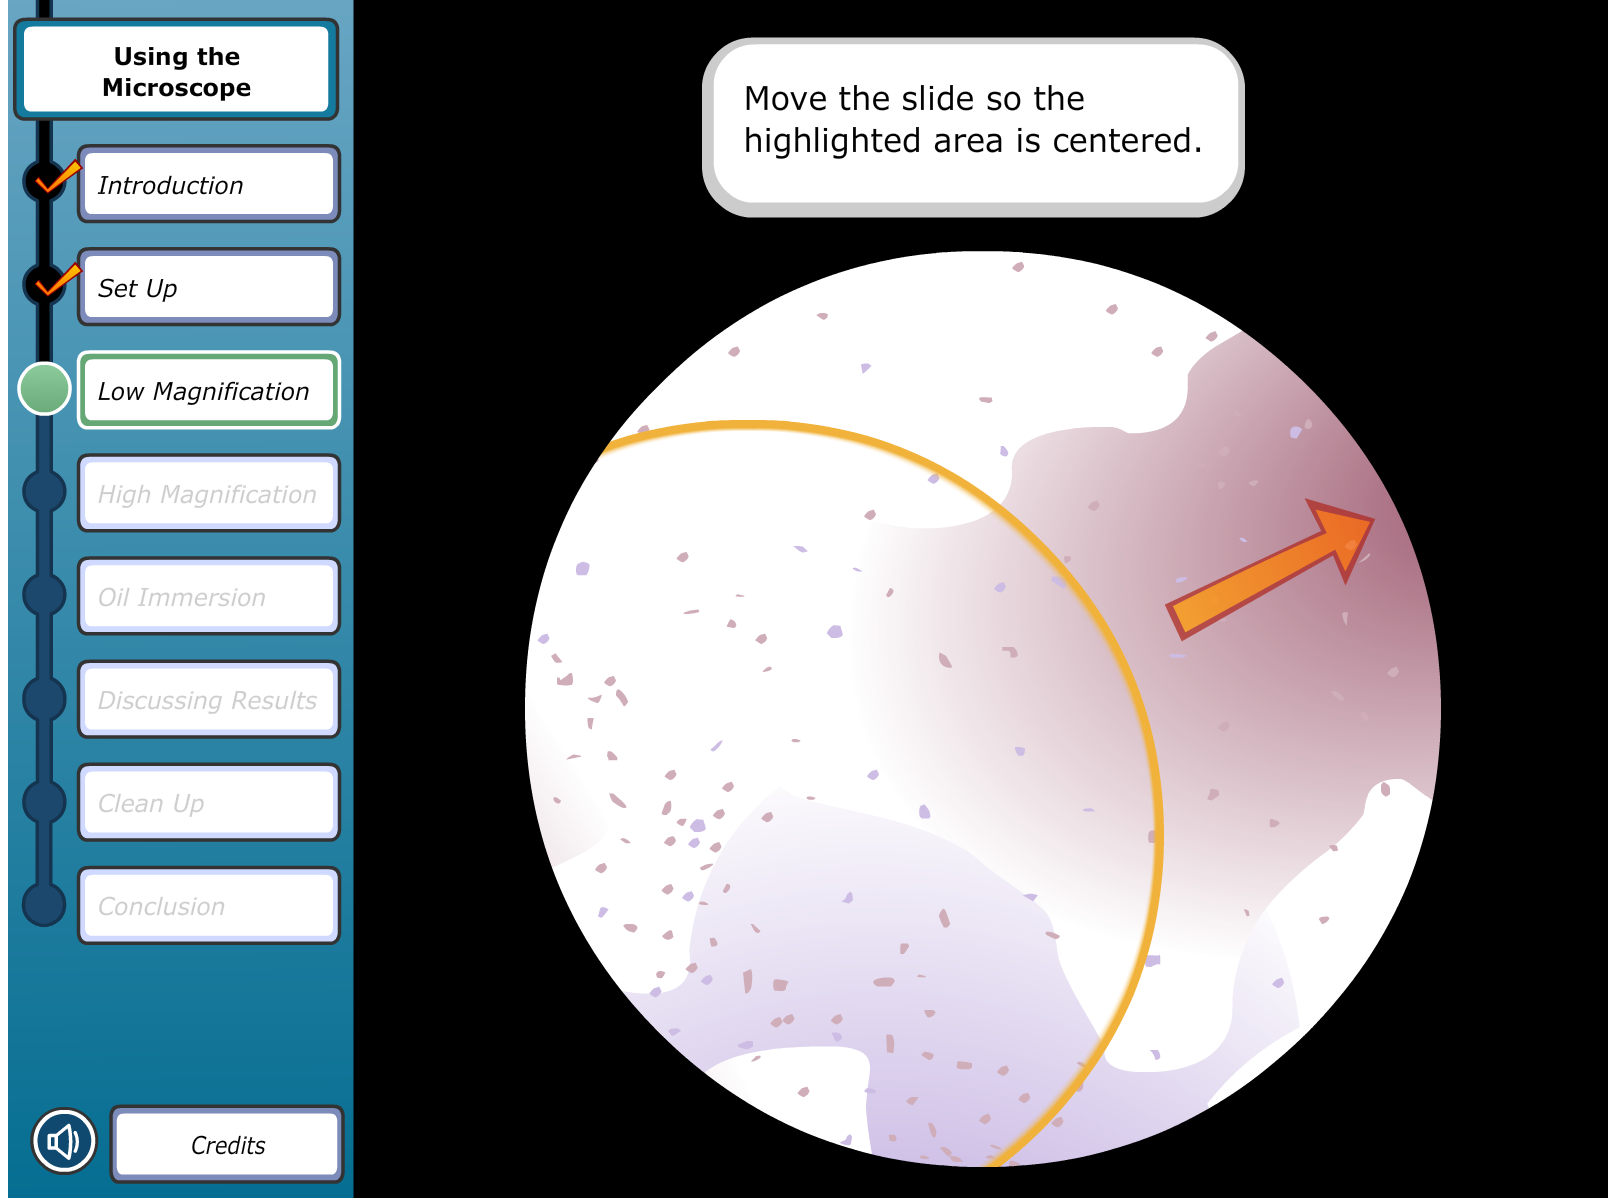 Using the
Microscope
Introduction
Set Up
Low Magnification
High Magnification
Oil Immersion
Discussing Results
Clean Up
Conclusion
Credits
Move the slide so the
highlighted area is centered.